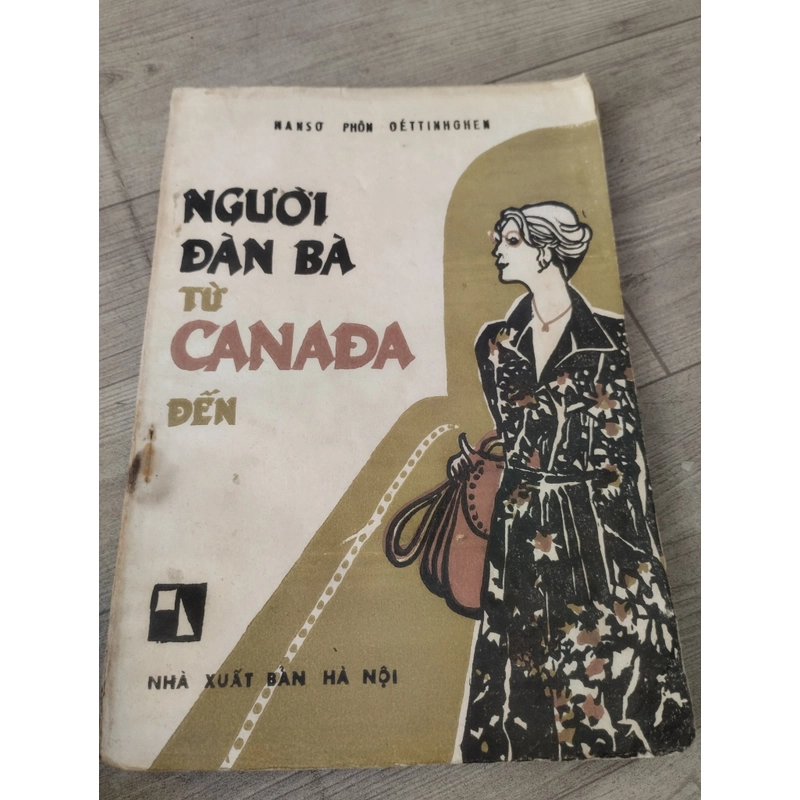 HANSƠ PHÔN OÉTTINHGHEN
NGƯỜI
ĐÀN BÀ
TỪ
CANAĐA
ĐẾN
NHÀ XUẤT BẢN HÀ NỘI